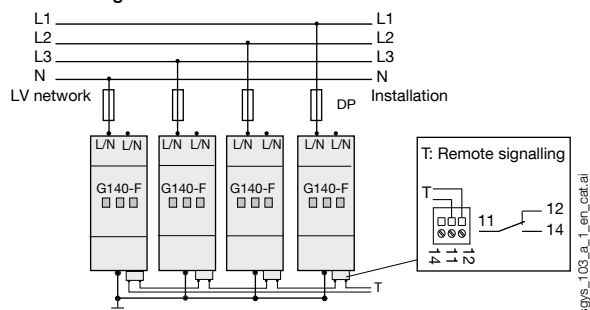 L1 L1
L2 L2
L3 L3
N N
LV network DP Installation
L/N L/N L/N L/N L/N L/N L/N L/N
G140-F G140-F G140-F G140-F
T
T: Remote signalling
T
11 12
14
14 11 12
sgys_103_a_1_en_cat.ai